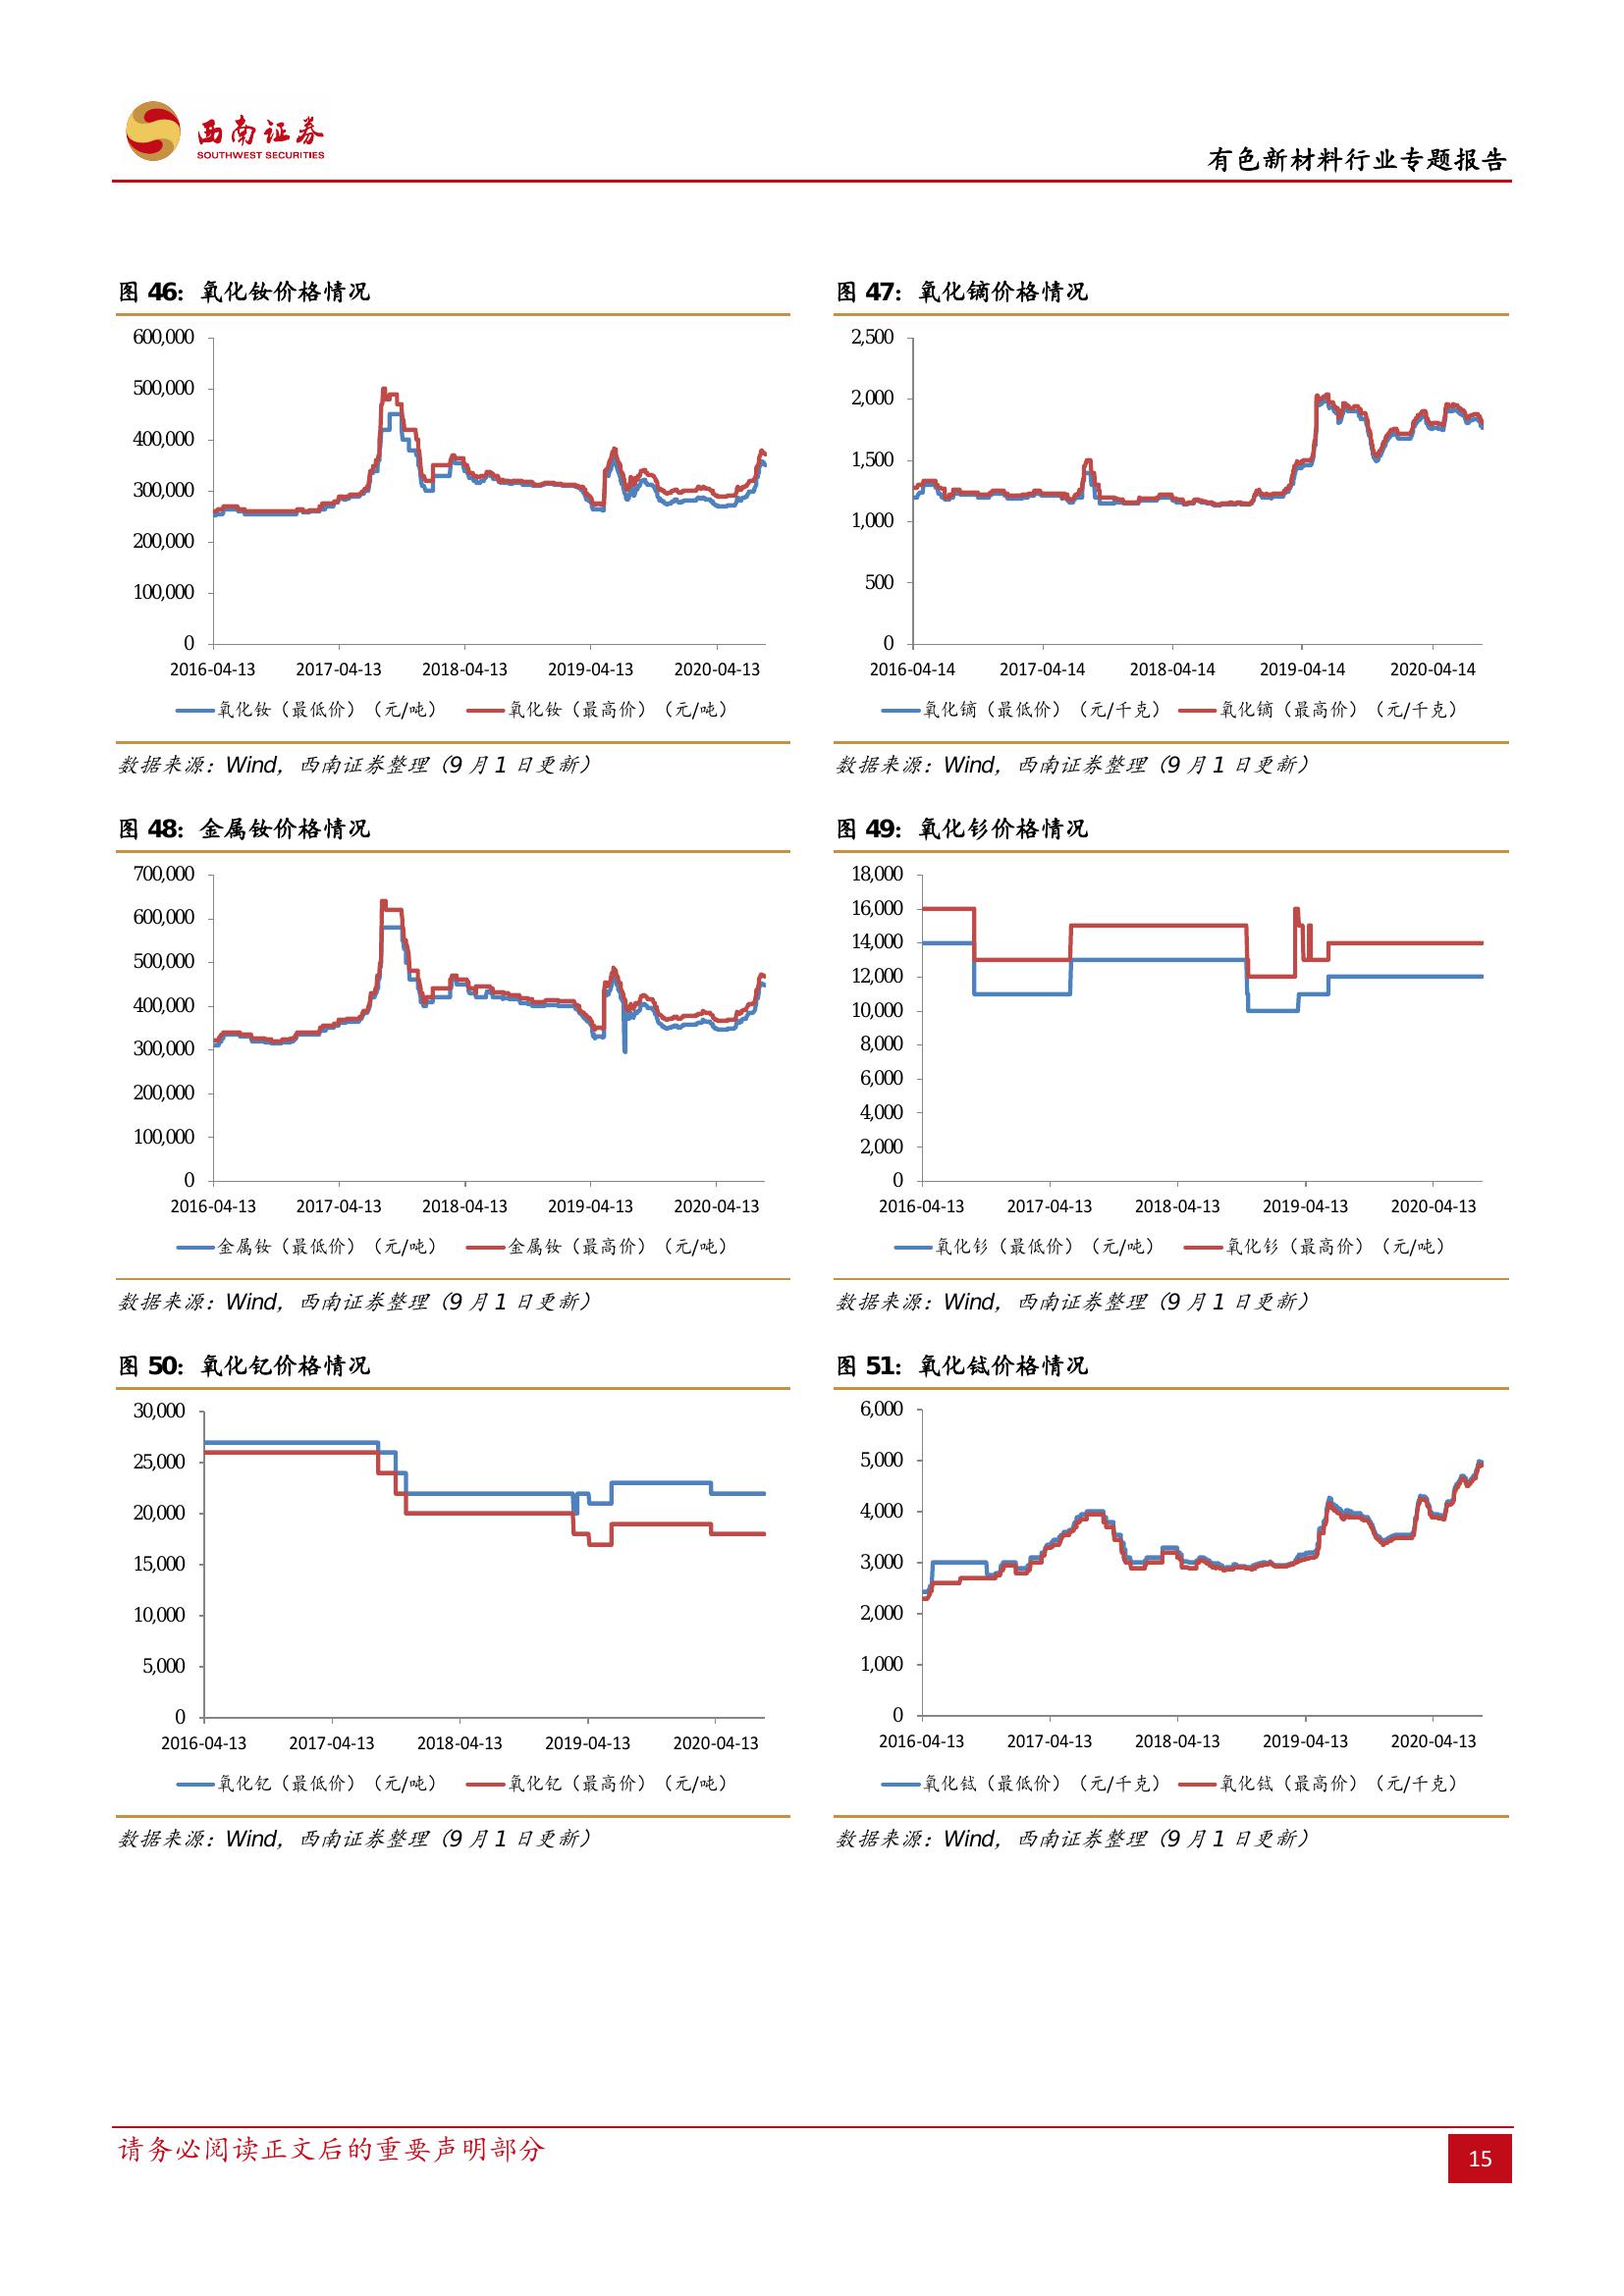 西南证券
SOUTHWEST SECURITIES
有色新材料行业专题报告
图 46：氧化钕价格情况
600,000
500,000
400,000
300,000
200,000
100,000
0
2016-04-13 2017-04-13 2018-04-13 2019-04-13 2020-04-13
氧化钕（最低价）（元/吨） 氧化钕（最高价）（元/吨）
数据来源：Wind，西南证券整理（9 月 1 日更新）
图 47：氧化镝价格情况
2,500
2,000
1,500
1,000
500
0
2016-04-14 2017-04-14 2018-04-14 2019-04-14 2020-04-14
氧化镝（最低价）（元/千克） 氧化镝（最高价）（元/千克）
数据来源：Wind，西南证券整理（9 月 1 日更新）
图 48：金属钕价格情况
700,000
600,000
500,000
400,000
300,000
200,000
100,000
0
2016-04-13 2017-04-13 2018-04-13 2019-04-13 2020-04-13
金属钕（最低价）（元/吨） 金属钕（最高价）（元/吨）
数据来源：Wind，西南证券整理（9 月 1 日更新）
图 49：氧化钐价格情况
18,000
16,000
14,000
12,000
10,000
8,000
6,000
4,000
2,000
0
2016-04-13 2017-04-13 2018-04-13 2019-04-13 2020-04-13
氧化钐（最低价）（元/吨） 氧化钐（最高价）（元/吨）
数据来源：Wind，西南证券整理（9 月 1 日更新）
图 50：氧化钇价格情况
30,000
25,000
20,000
15,000
10,000
5,000
0
2016-04-13 2017-04-13 2018-04-13 2019-04-13 2020-04-13
氧化钇（最低价）（元/吨） 氧化钇（最高价）（元/吨）
数据来源：Wind，西南证券整理（9 月 1 日更新）
图 51：氧化铽价格情况
6,000
5,000
4,000
3,000
2,000
1,000
0
2016-04-13 2017-04-13 2018-04-13 2019-04-13 2020-04-13
氧化铽（最低价）（元/千克） 氧化铽（最高价）（元/千克）
数据来源：Wind，西南证券整理（9 月 1 日更新）
请务必阅读正文后的重要声明部分
15